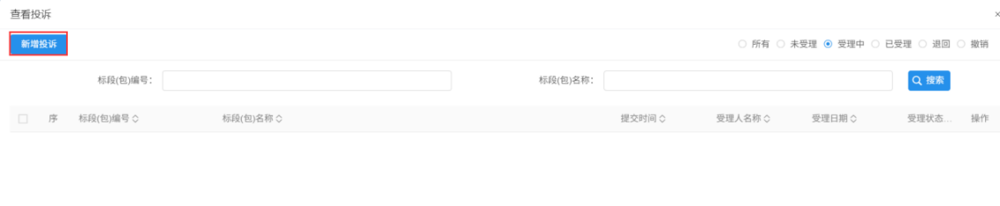 查看投诉 ×
新增投诉 所有 未受理 受理中 已受理 退回 撤销
标段(包)编号： 标段(包)名称： 搜索
序 标段(包)编号 标段(包)名称 提交时间 受理人名称 受理日期 受理状态... 操作